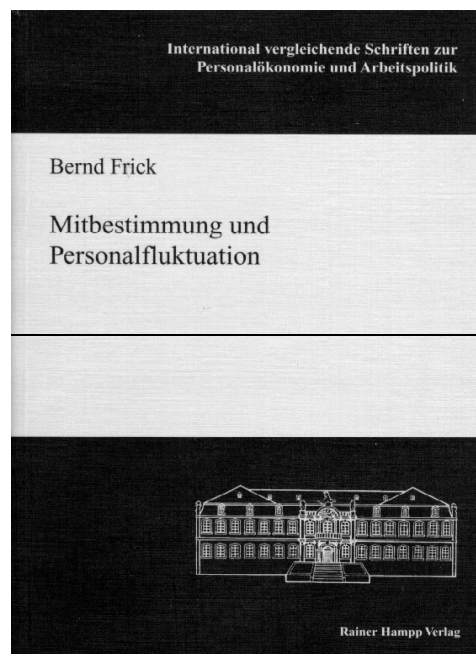 International vergleichende Schriften zur
Personalökonomie und Arbeitspolitik
Bernd Frick
Mitbestimmung und
Personalfluktuation
Rainer Hampp Verlag